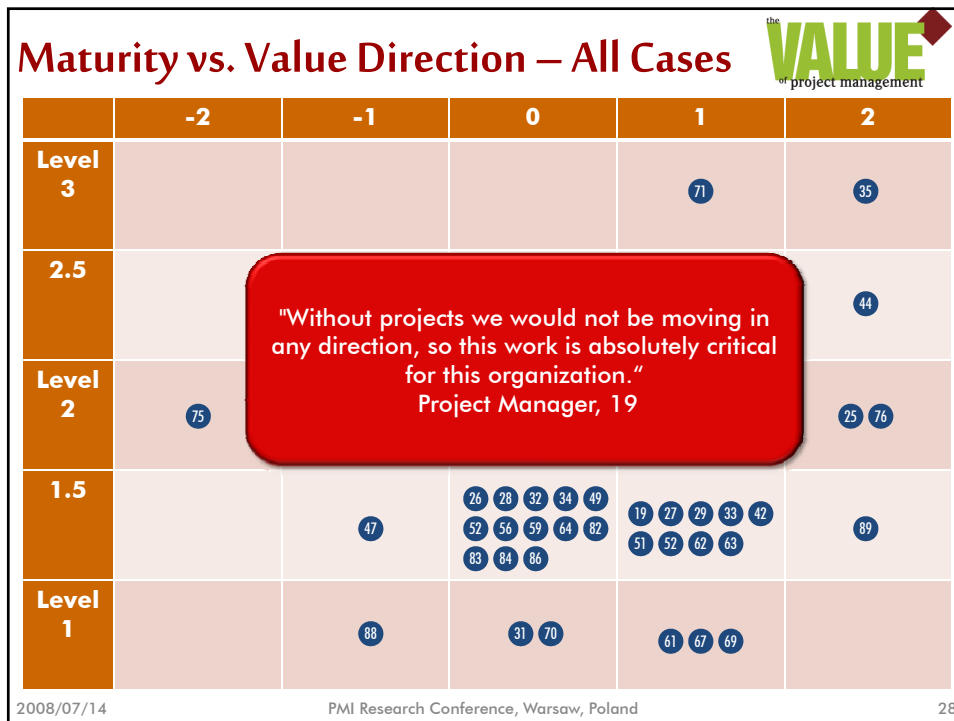 Maturity vs. Value Direction – All Cases
the
VALUE
of project management
-2 -1 0 1 2
Level
3
71 35
2.5
44
"Without projects we would not be moving in
any direction, so this work is absolutely critical
for this organization.“
Project Manager, 19
Level
2
75 25 76
1.5
26 28 32 34 49
19 27 29 33 42
47 52 56 59 64 82 89
51 52 62 63
83 84 86
Level
1
88 31 70 61 67 69
2008/07/14 PMI Research Conference, Warsaw, Poland 28